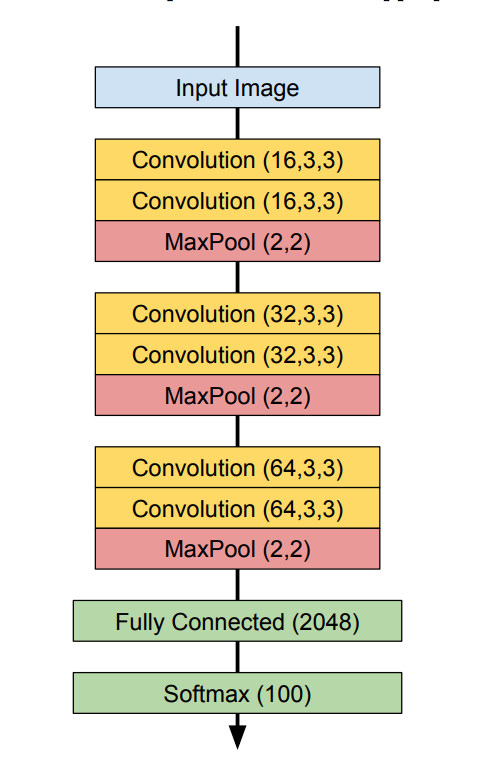 Input Image
Convolution (16,3,3)
Convolution (16,3,3)
MaxPool (2,2)
Convolution (32,3,3)
Convolution (32,3,3)
MaxPool (2,2)
Convolution (64,3,3)
Convolution (64,3,3)
MaxPool (2,2)
Fully Connected (2048)
Softmax (100)